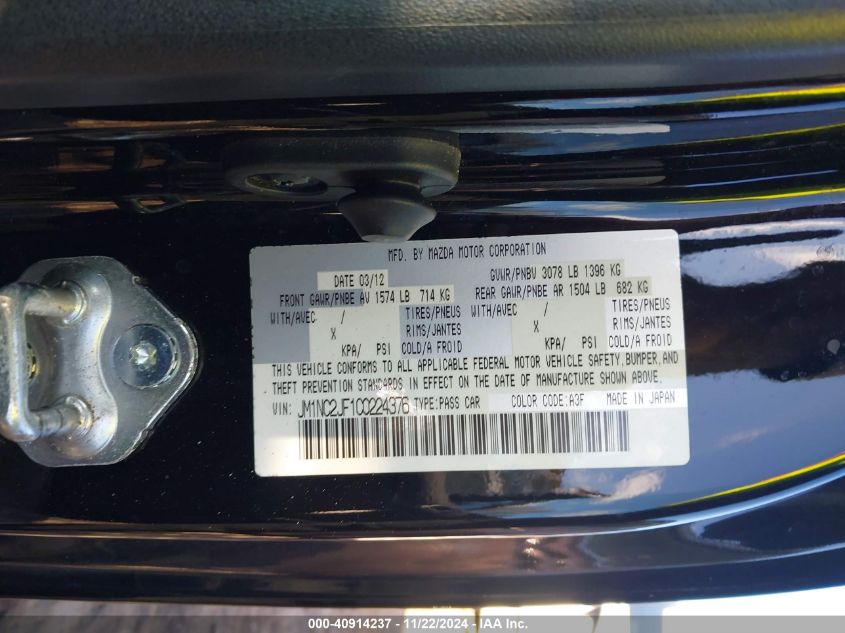 MFD. BY MAZDA MOTOR CORPORATION
DATE 03/12 GVWR/PNBV 3078 LB 1396 KG
FRONT GAWR/PNBE AV 1574 LB 714 KG REAR GAWR/PNBE AR 1504 LB 682 KG
WITH/AVEC / TIRES/PNEUS WITH/AVEC / TIRES/PNEUS
X RIMS/JANTES X RIMS/JANTES
KPA/ PSI COLD/A FROID KPA/ PSI COLD/A FROID
THIS VEHICLE CONFORMS TO ALL APPLICABLE FEDERAL MOTOR VEHICLE SAFETY, BUMPER, AND
THEFT PREVENTION STANDARDS IN EFFECT ON THE DATE OF MANUFACTURE SHOWN ABOVE.
VIN: JM1NC2JF1C0224376 TYPE: PASS CAR COLOR CODE: A3F MADE IN JAPAN
000-40914237 - 11/22/2024 - IAA Inc.